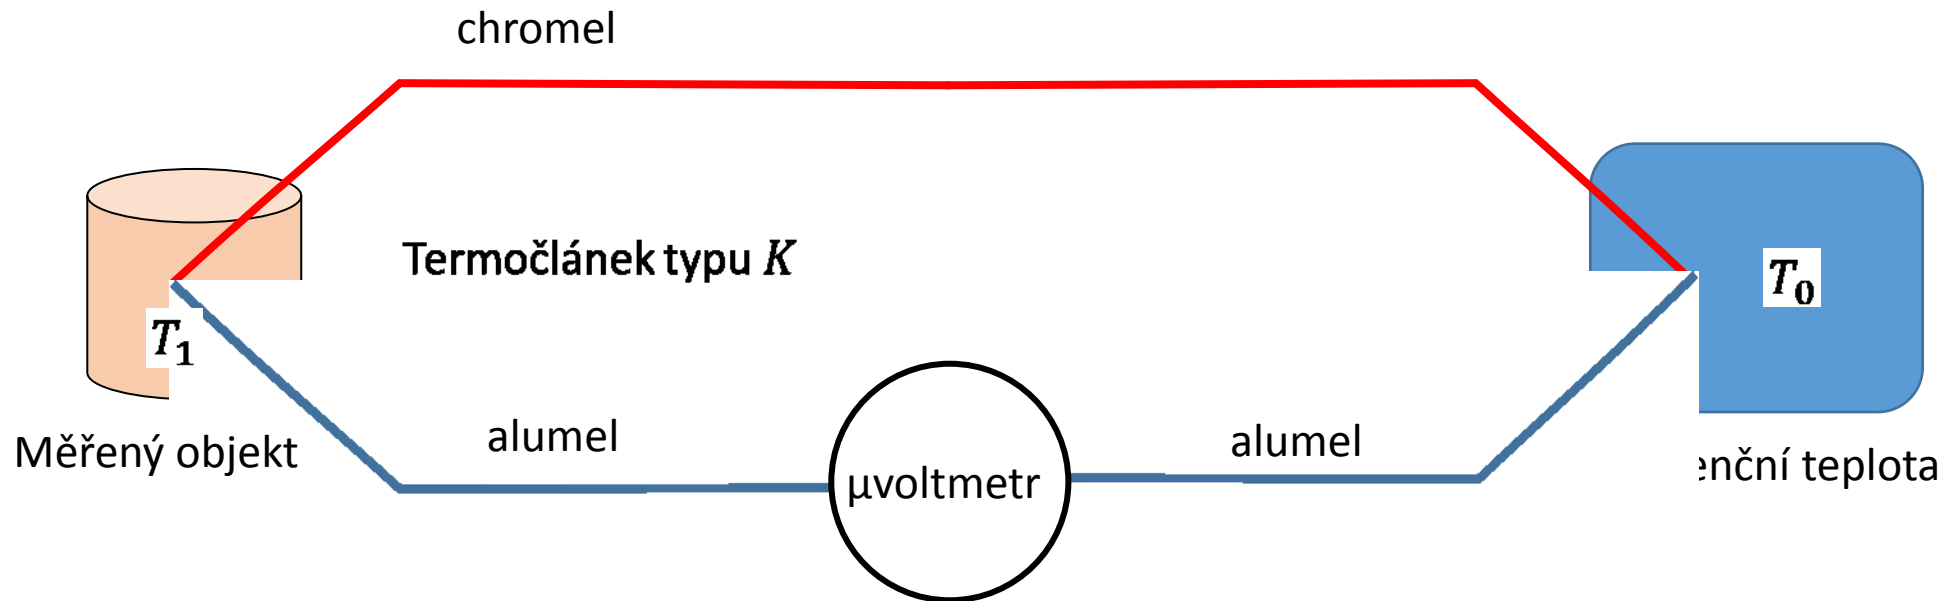 chromel
Termočlánek typu K
T₁
T₀
Měřený objekt
alumel
alumel
µvoltmetr
enční teplota